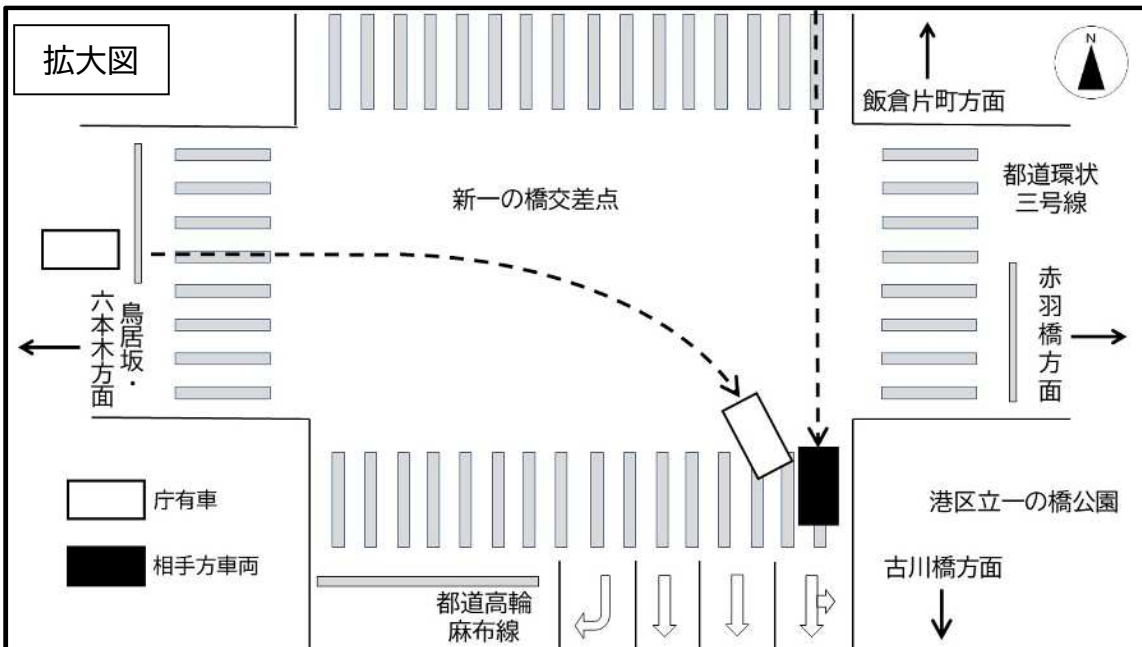 拡大図
N
飯倉片町方面
都道環状
三号線
新一の橋交差点
鳥居坂・
六本木方面
赤羽橋方面
庁有車
相手方車両
港区立一の橋公園
古川橋方面
都道高輪
麻布線